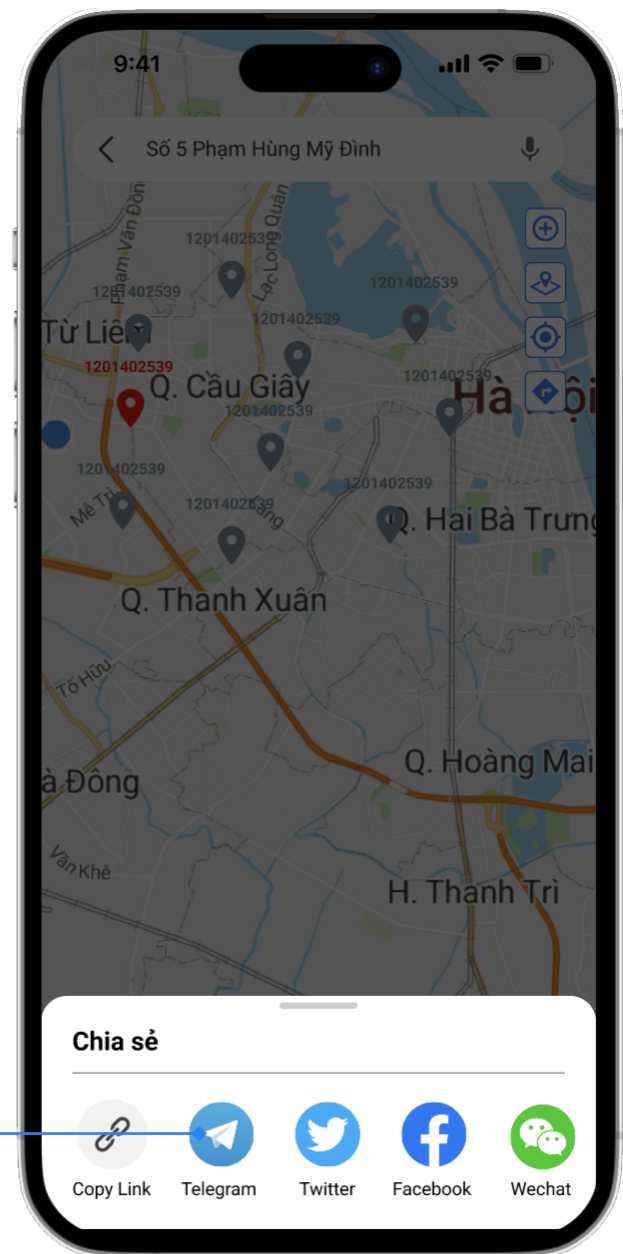 9:41
Số 5 Phạm Hùng Mỹ Đình
Phạm Văn Đồn
Lạc Long Quân
1201402539
1201402539
1201402539
1201402539
Từ Liêm
1201402539
1201402539
Q. Cầu Giấy
Hà Nội
1201402539
1201402539
1201402539
Mễ Trì
1201402539
Láng
Q. Hai Bà Trưng
Q. Thanh Xuân
Tố Hữu
Q. Hoàng Mai
à Đông
Văn Khê
H. Thanh Trì
Chia sẻ
Copy Link
Telegram
Twitter
Facebook
Wechat